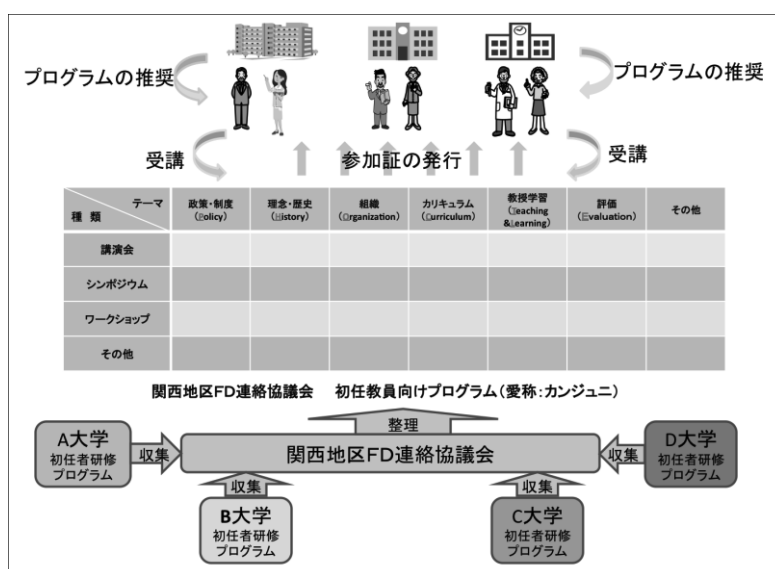 プログラムの推奨
プログラムの推奨
受講
参加証の発行
受講
テーマ
種 類
政策・制度
(Policy)
理念・歴史
(History)
組織
(Organization)
カリキュラム
(Curriculum)
教授学習
(Teaching
&Learning)
評価
(Evaluation)
その他
講演会
シンポジウム
ワークショップ
その他
関西地区FD連絡協議会 初任教員向けプログラム(愛称:カンジュニ)
整理
A大学
初任者研修
プログラム
収集
関西地区FD連絡協議会
収集
D大学
初任者研修
プログラム
収集
B大学
初任者研修
プログラム
収集
C大学
初任者研修
プログラム